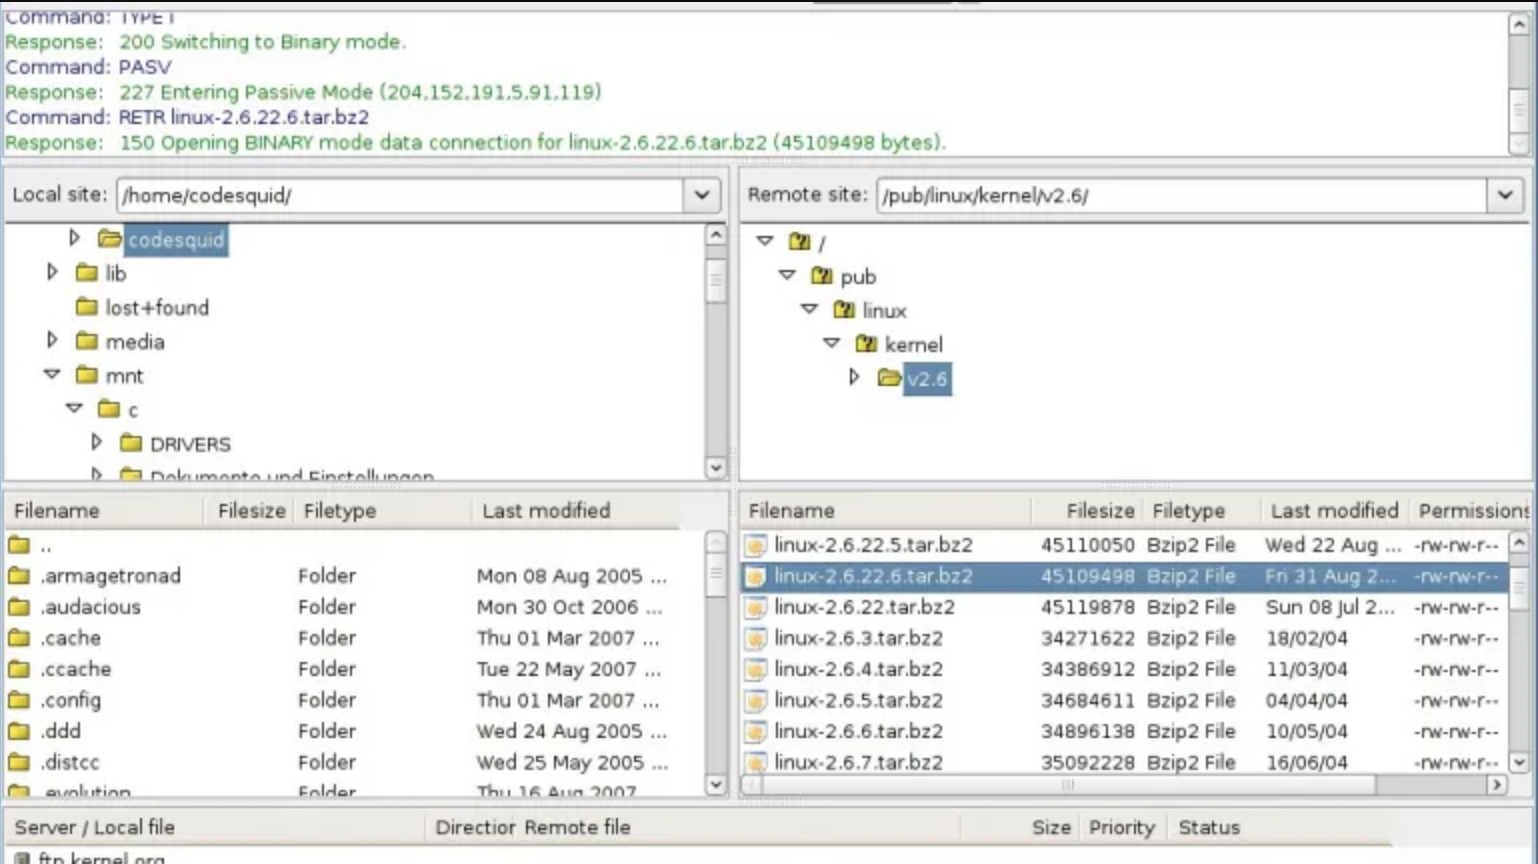 Command: TYPE I
Response: 200 Switching to Binary mode.
Command: PASV
Response: 227 Entering Passive Mode (204,152,191,5,91,119)
Command: RETR linux-2.6.22.6.tar.bz2
Response: 150 Opening BINARY mode data connection for linux-2.6.22.6.tar.bz2 (45109498 bytes).
Local site: /home/codesquid/
codesquid
lib
lost+found
media
mnt
c
DRIVERS
Dokumente und Einstellungen
Remote site: /pub/linux/kernel/v2.6/
/
pub
linux
kernel
v2.6
Filename Filesize Filetype Last modified
..
.armagetronad Folder Mon 08 Aug 2005 ...
.audacious Folder Mon 30 Oct 2006 ...
.cache Folder Thu 01 Mar 2007 ...
.ccache Folder Tue 22 May 2007 ...
.config Folder Thu 01 Mar 2007 ...
.ddd Folder Wed 24 Aug 2005 ...
.distcc Folder Wed 25 May 2005 ...
.evolution Folder Thu 16 Aug 2007
Filename Filesize Filetype Last modified Permissions
linux-2.6.22.5.tar.bz2 45110050 Bzip2 File Wed 22 Aug ... -rw-rw-r--
linux-2.6.22.6.tar.bz2 45109498 Bzip2 File Fri 31 Aug 2... -rw-rw-r--
linux-2.6.22.tar.bz2 45119878 Bzip2 File Sun 08 Jul 2... -rw-rw-r--
linux-2.6.3.tar.bz2 34271622 Bzip2 File 18/02/04 -rw-rw-r--
linux-2.6.4.tar.bz2 34386912 Bzip2 File 11/03/04 -rw-rw-r--
linux-2.6.5.tar.bz2 34684611 Bzip2 File 04/04/04 -rw-rw-r--
linux-2.6.6.tar.bz2 34896138 Bzip2 File 10/05/04 -rw-rw-r--
linux-2.6.7.tar.bz2 35092228 Bzip2 File 16/06/04 -rw-rw-r--
Server / Local file Direction Remote file Size Priority Status
ftp.kernel.org